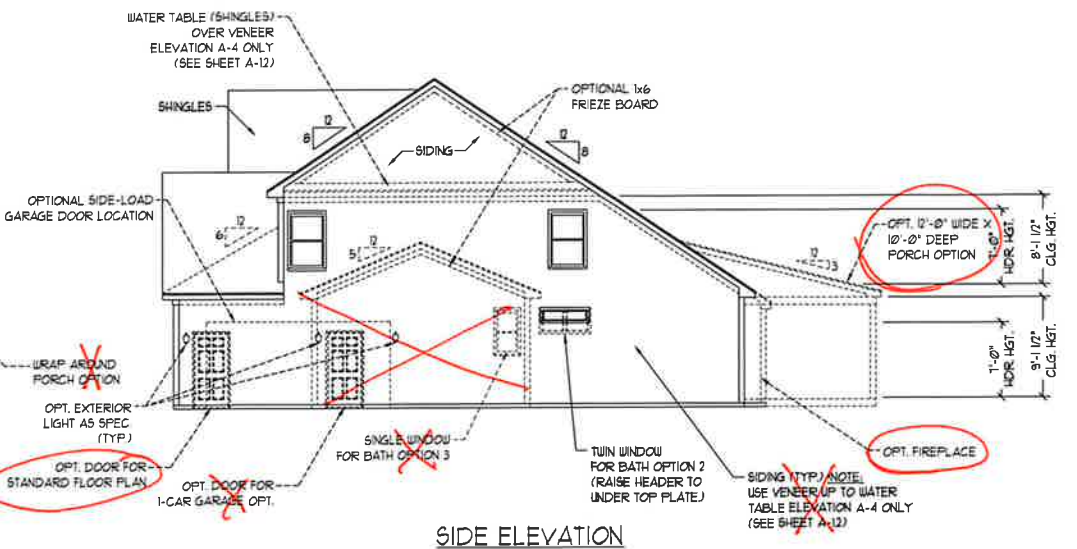 WATER TABLE (SHINGLES)
OVER VENEER
ELEVATION A-4 ONLY
(SEE SHEET A-12)
SHINGLES
12
8
SIDING
OPTIONAL 1x6
FRIEZE BOARD
12
8
OPTIONAL SIDE-LOAD
GARAGE DOOR LOCATION
12
6
12
5
OPT. 12'-0" WIDE X
10'-0" DEEP
PORCH OPTION
12
3
7'-0"
HDR. HGT.
8'-1 1/2"
CLG. HGT.
7'-0"
HDR. HGT.
9'-1 1/2"
CLG. HGT.
WRAP AROUND
PORCH OPTION
OPT. EXTERIOR
LIGHT AS SPEC
(TYP.)
OPT. DOOR FOR
STANDARD FLOOR PLAN
OPT. DOOR FOR
1-CAR GARAGE OPT.
SINGLE WINDOW
FOR BATH OPTION 3
TWIN WINDOW
FOR BATH OPTION 2
(RAISE HEADER TO
UNDER TOP PLATE.)
SIDING (TYP.) NOTE:
USE VENEER UP TO WATER
TABLE ELEVATION A-4 ONLY
(SEE SHEET A-12)
OPT. FIREPLACE
SIDE ELEVATION